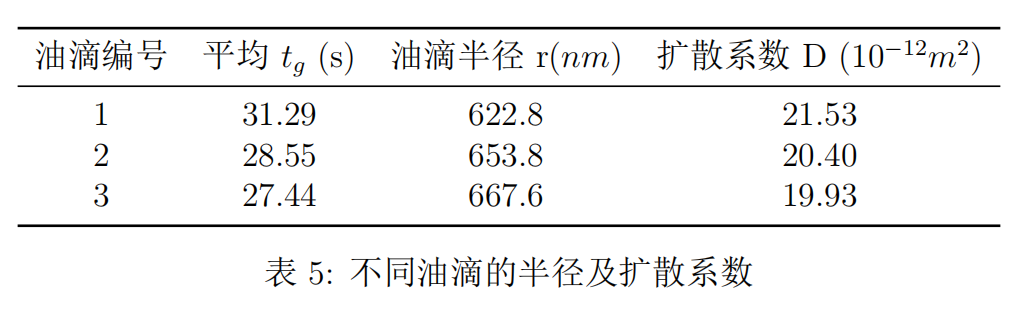 油滴编号 平均 t_g (s) 油滴半径 r(nm) 扩散系数 D (10⁻¹²m²)
1 31.29 622.8 21.53
2 28.55 653.8 20.40
3 27.44 667.6 19.93
表 5: 不同油滴的半径及扩散系数